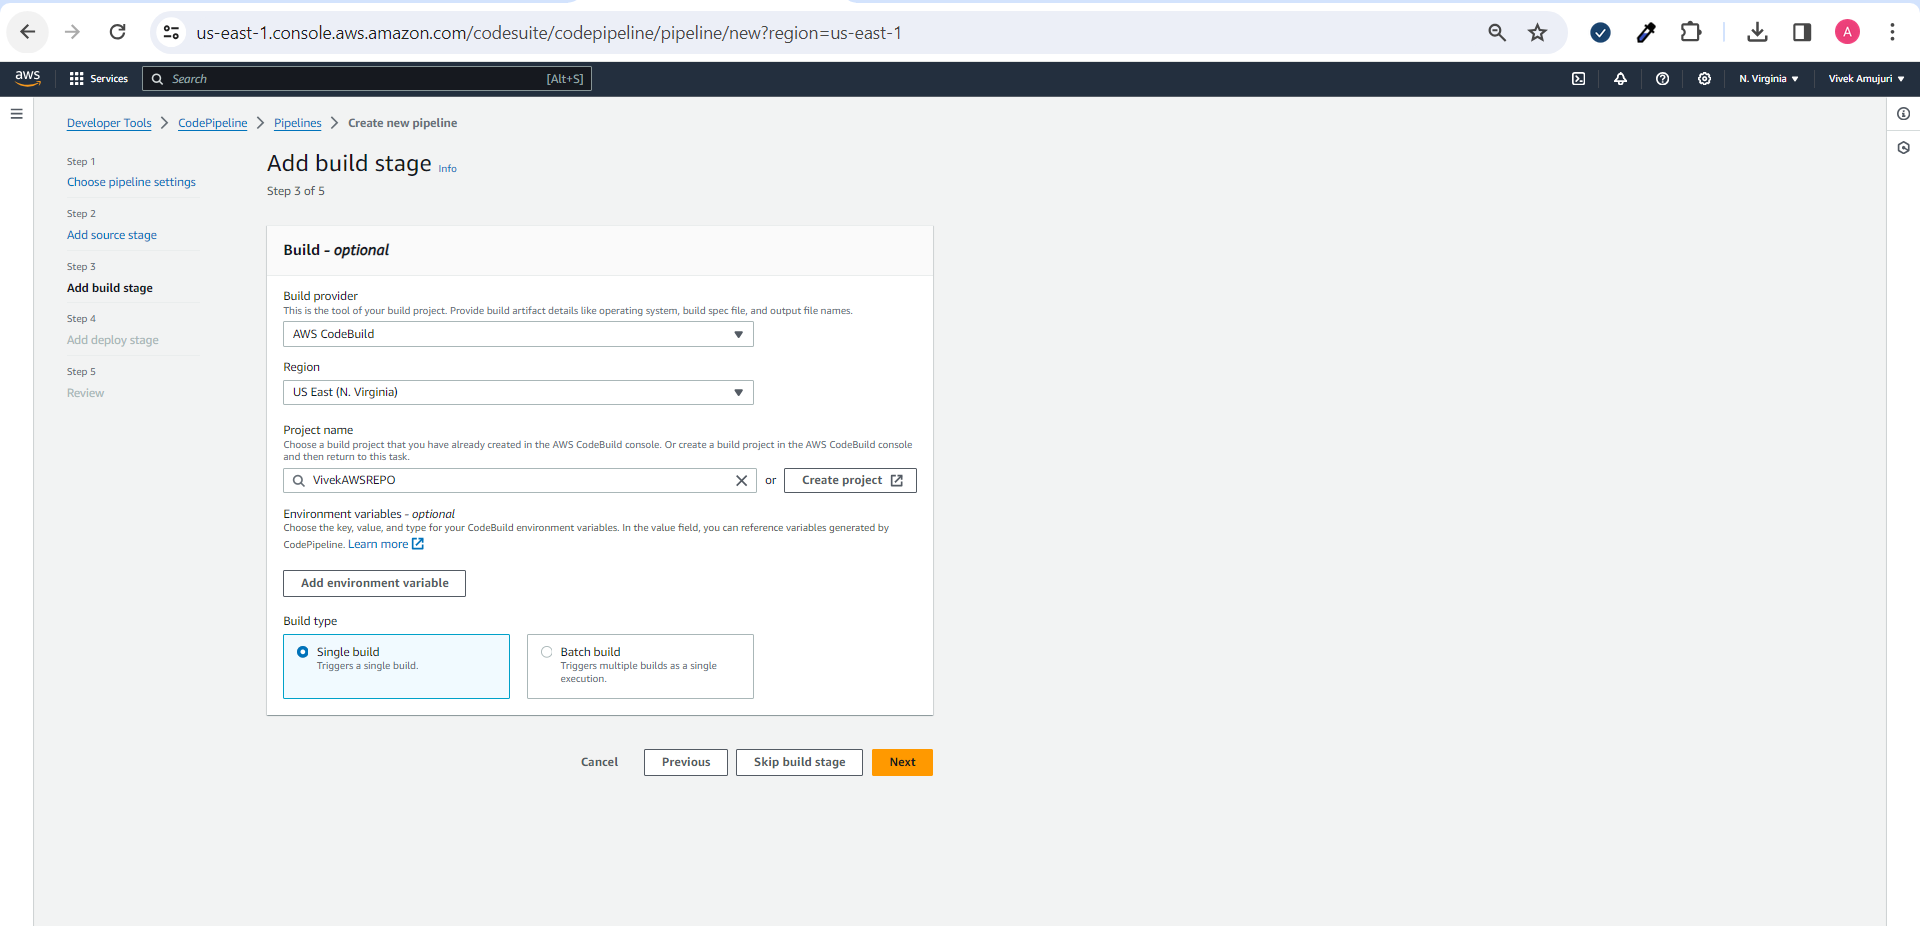 us-east-1.console.aws.amazon.com/codesuite/codepipeline/pipeline/new?region=us-east-1
A
aws
Services
Search
[Alt+S]
N. Virginia
Vivek Amujuri
Developer Tools
CodePipeline
Pipelines
Create new pipeline
Step 1
Choose pipeline settings
Step 2
Add source stage
Step 3
Add build stage
Step 4
Add deploy stage
Step 5
Review
Add build stage Info
Step 3 of 5
Build - optional
Build provider
This is the tool of your build project. Provide build artifact details like operating system, build spec file, and output file names.
AWS CodeBuild
Region
US East (N. Virginia)
Project name
Choose a build project that you have already created in the AWS CodeBuild console. Or create a build project in the AWS CodeBuild console
and then return to this task.
VivekAWSREPO
or
Create project
Environment variables - optional
Choose the key, value, and type for your CodeBuild environment variables. In the value field, you can reference variables generated by
CodePipeline. Learn more
Add environment variable
Build type
Single build
Triggers a single build.
Batch build
Triggers multiple builds as a single
execution.
Cancel
Previous
Skip build stage
Next